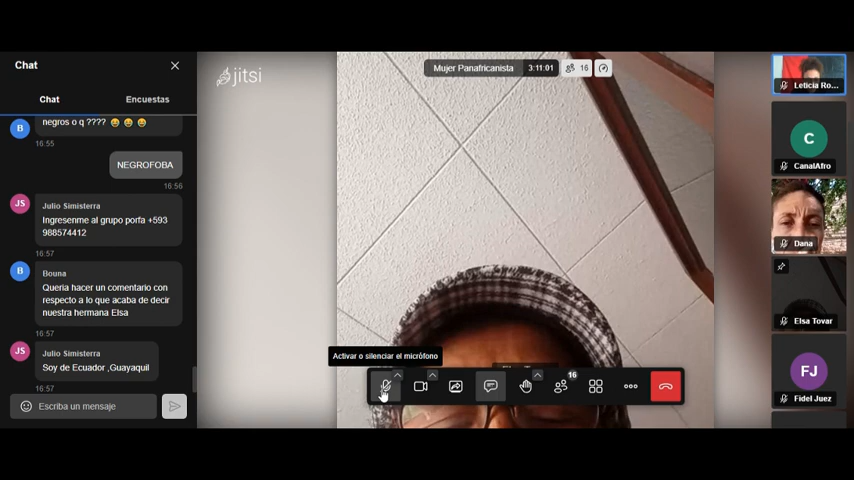 Chat
Chat
Encuestas
B
negros o q ???? 😄 😄 😄
16:55
NEGROFOBA
16:56
JS
Julio Simisterra
Ingresenme al grupo porfa +593
988574412
16:57
B
Bouna
Queria hacer un comentario con
respecto a lo que acaba de decir
nuestra hermana Elsa
16:57
JS
Julio Simisterra
Soy de Ecuador ,Guayaquil
16:57
Escriba un mensaje
jitsi
Mujer Panafricanista
3:11:01
16
Activar o silenciar el micrófono
16
Leticia Ro...
C
CanalAfro
Dana
Elsa Tovar
FJ
Fidel Juez